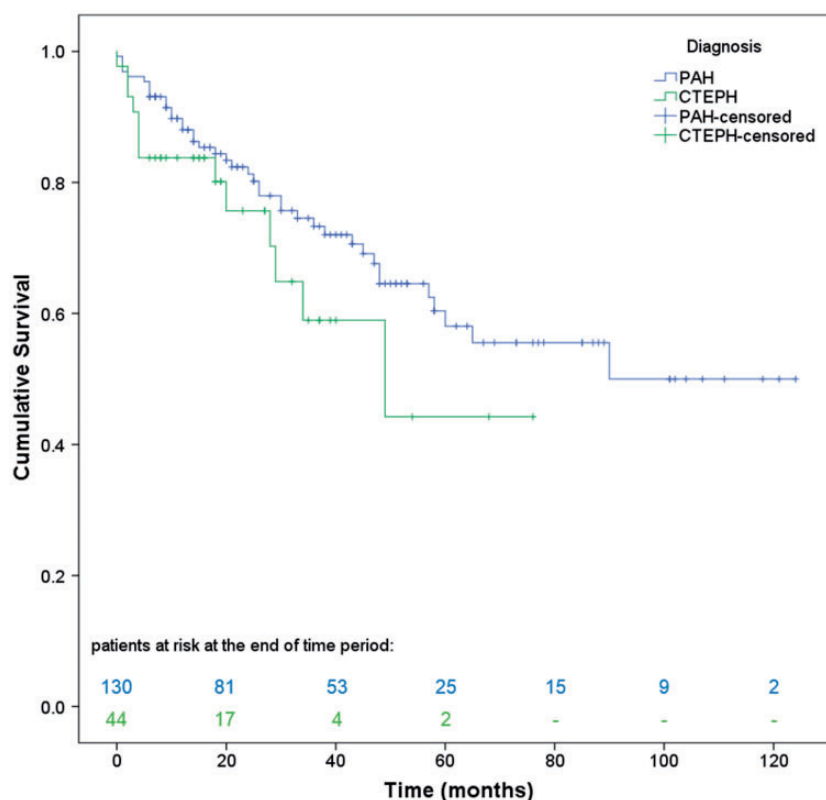 Diagnosis
PAH
CTEPH
PAH-censored
CTEPH-censored
Cumulative Survival
1.0
0.8
0.6
0.4
0.2
0.0
patients at risk at the end of time period:
130 81 53 25 15 9 2
44 17 4 2 - - -
0 20 40 60 80 100 120
Time (months)